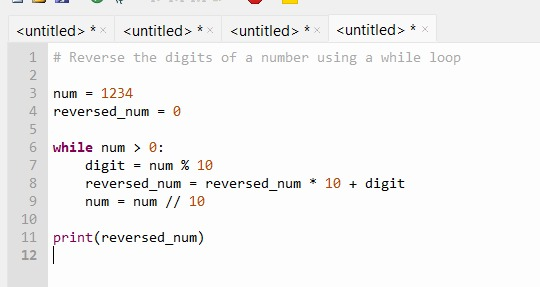 <untitled> * × <untitled> * × <untitled> * × <untitled> * ×
1 # Reverse the digits of a number using a while loop
2
3 num = 1234
4 reversed_num = 0
5
6 while num > 0:
7     digit = num % 10
8     reversed_num = reversed_num * 10 + digit
9     num = num // 10
10
11 print(reversed_num)
12